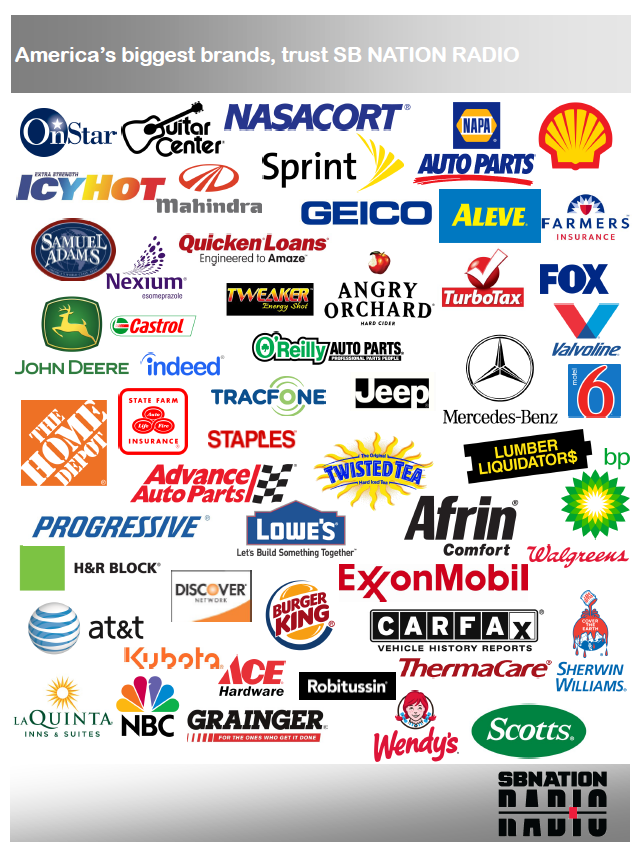 America's biggest brands, trust SB NATION RADIO
OnStar
Guitar
Center
NASACORT®
NAPA
AUTO PARTS
Sprint
EXTRA STRENGTH
ICYHOT
Mahindra
GEICO
ALEVE
FARMERS
INSURANCE
SAMUEL
ADAMS
Nexium®
esomeprazole
Quicken Loans
Engineered to Amaze
TWEAKER
Energy Shot
ANGRY
ORCHARD
HARD CIDER
TurboTax
FOX
JOHN DEERE
Castrol
indeed
O'Reilly AUTO PARTS
PROFESSIONAL PARTS PEOPLE
Valvoline
THE
HOME
DEPOT
STATE FARM
Auto
Life Fire
INSURANCE
TRACFONE
Jeep
Mercedes-Benz
motel
6
STAPLES
Advance
Auto Parts
The Original
TWISTED TEA
Hard Iced Tea
LUMBER
LIQUIDATOR$
bp
PROGRESSIVE®
LOWE'S
Let's Build Something Together
Afrin®
Comfort
Walgreens
H&R BLOCK®
DISCOVER
NETWORK
BURGER
KING®
ExxonMobil
at&t
CARFAX®
VEHICLE HISTORY REPORTS
COVER
THE
EARTH
SHERWIN
WILLIAMS®
Kubota
ACE
Hardware
Robitussin
ThermaCare®
LAQUINTA
INNS & SUITES
NBC
GRAINGER
FOR THE ONES WHO GET IT DONE
Wendy's
Scotts
SBNATION
RADIO